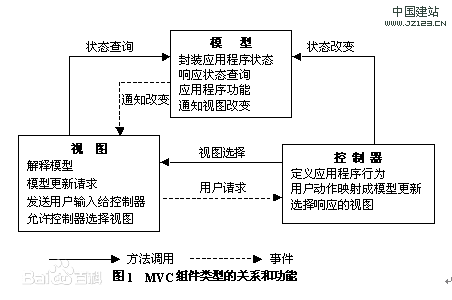 中国建站
WWW.JZ123.CN
模 型
封装应用程序状态
响应状态查询
应用程序功能
通知视图改变
状态查询
状态改变
通知改变
视 图
解释模型
模型更新请求
发送用户输入给控制器
允许控制器选择视图
视图选择
用户请求
控 制 器
定义应用程序行为
用户动作映射成模型更新
选择响应的视图
方法调用
事件
Bai百科
图1 MVC组件类型的关系和功能